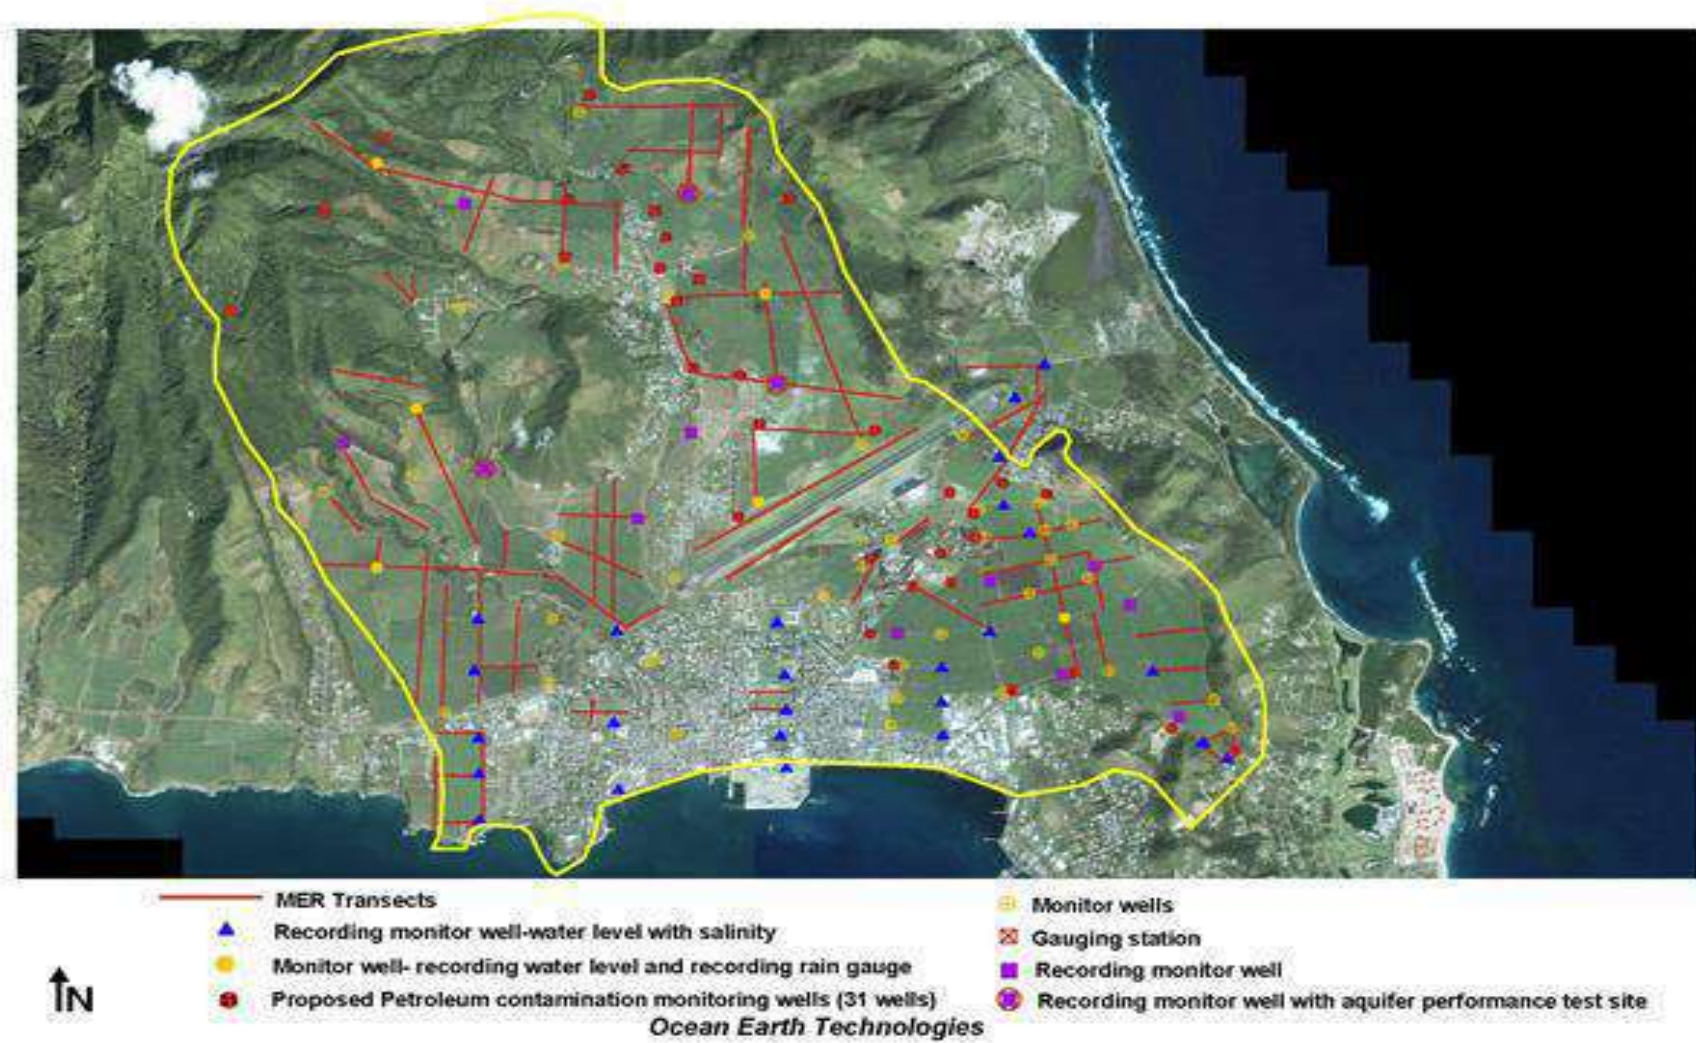 MER Transects
Recording monitor well-water level with salinity
Monitor well- recording water level and recording rain gauge
Proposed Petroleum contamination monitoring wells (31 wells)
Monitor wells
Gauging station
Recording monitor well
Recording monitor well with aquifer performance test site
N
Ocean Earth Technologies